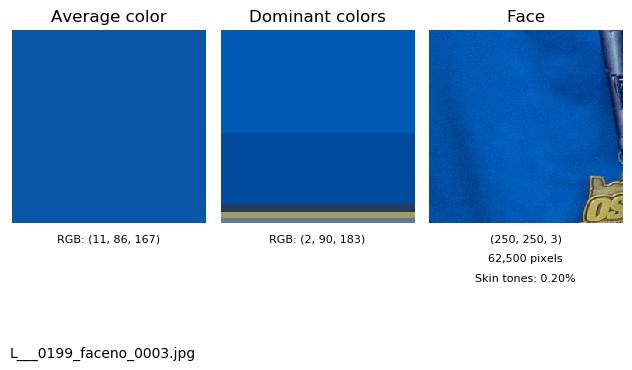 Average color
Dominant colors
Face
RGB: (11, 86, 167)
RGB: (2, 90, 183)
(250, 250, 3)
62,500 pixels
Skin tones: 0.20%
OS
L___0199_faceno_0003.jpg